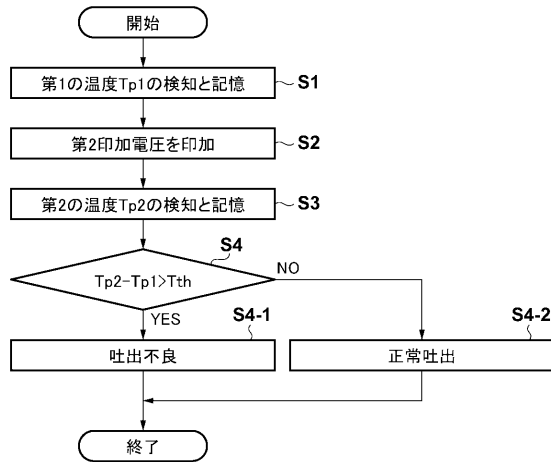 開始
第1の温度Tp1の検知と記憶
S1
第2印加電圧を印加
S2
第2の温度Tp2の検知と記憶
S3
S4
Tp2-Tp1>Tth
NO
YES
S4-1
S4-2
吐出不良
正常吐出
終了